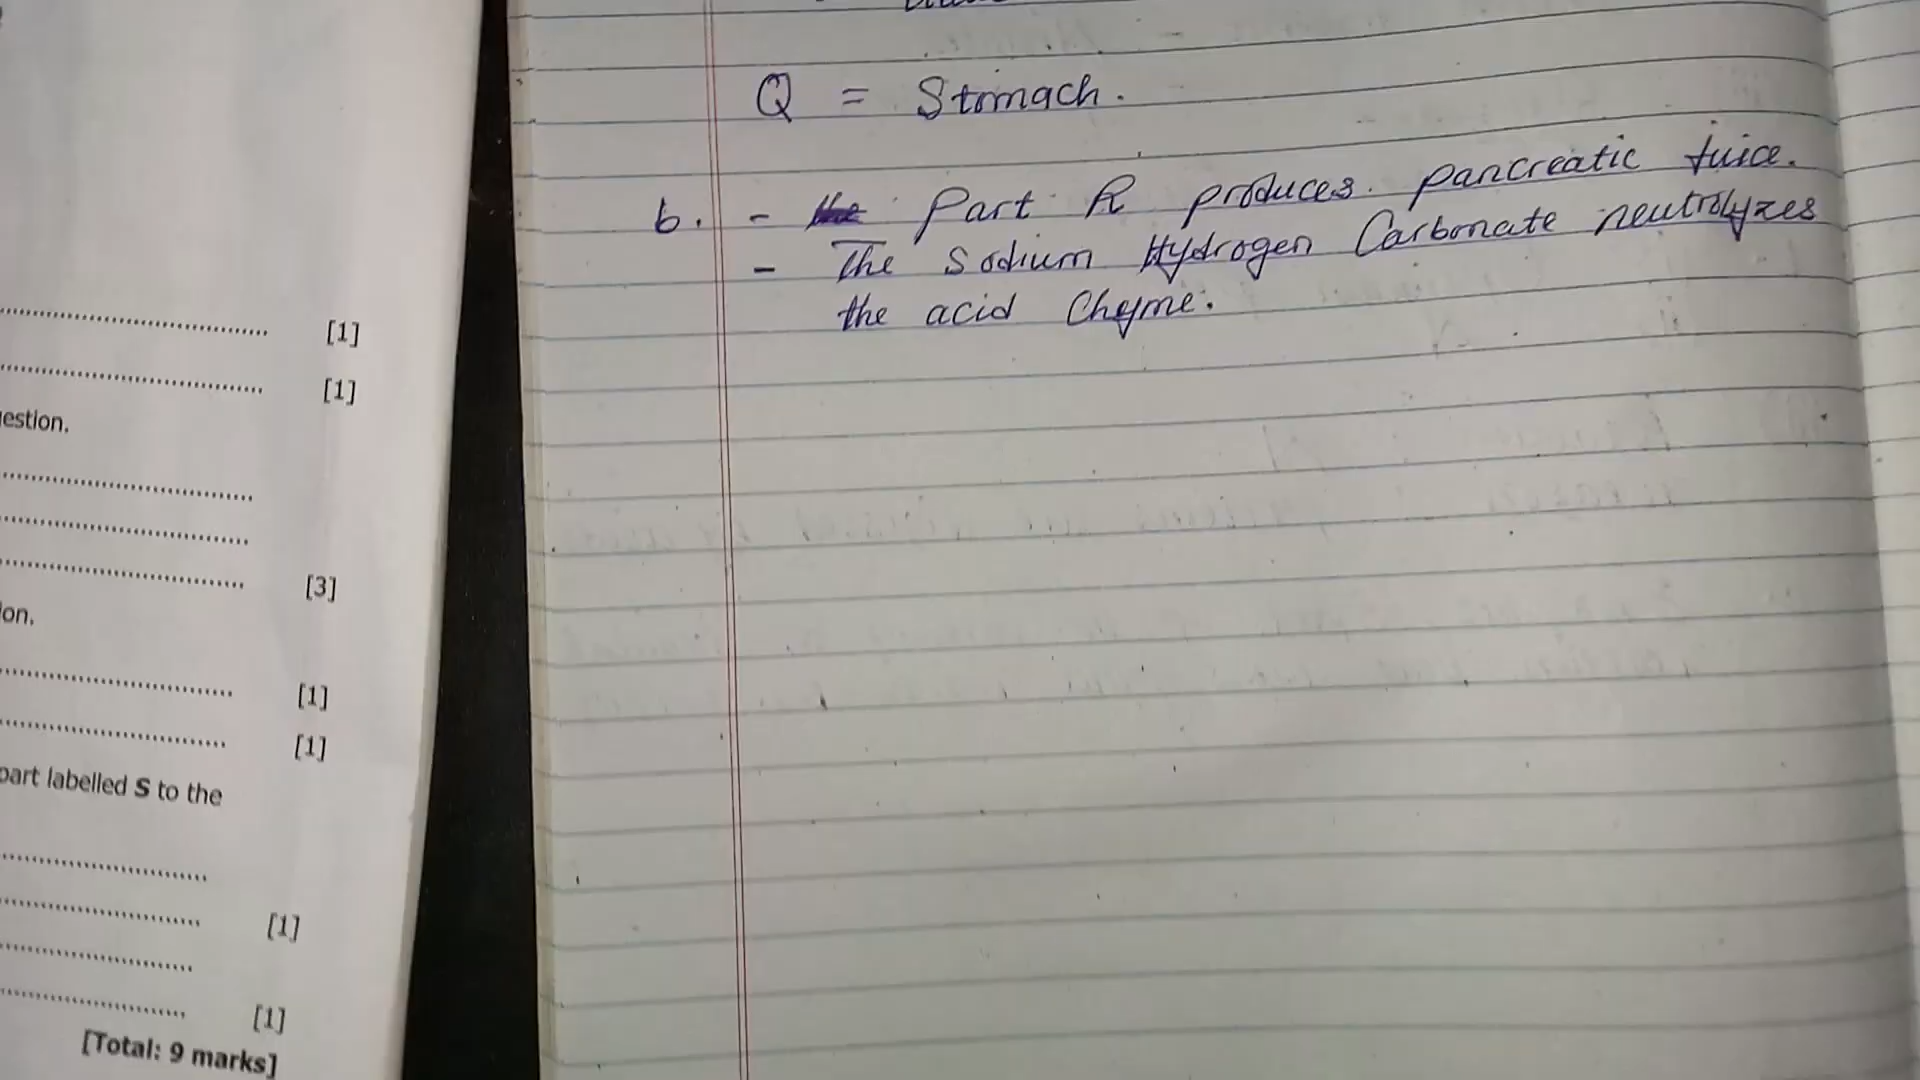 [1]
[1]
estion.
[3]
on.
[1]
[1]
part labelled S to the
[1]
[1]
[Total: 9 marks]
Q = Stomach.
b. - Part R produces. pancreatic juice.
- The Sodium Hydrogen Carbonate neutrolyzes
the acid Chyme.